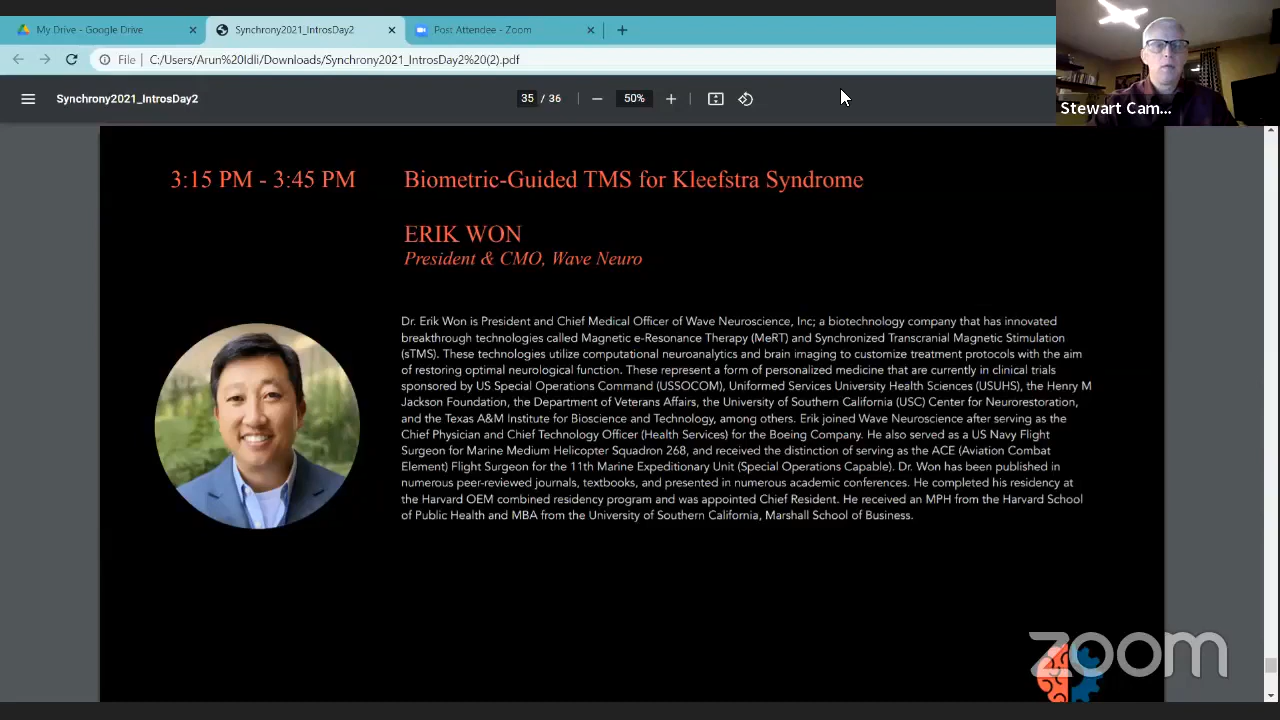 My Drive - Google Drive
Synchrony2021_IntrosDay2
Post Attendee - Zoom
File
C:/Users/Arun%20Idli/Downloads/Synchrony2021_IntrosDay2%20(2).pdf
Synchrony2021_IntrosDay2
35 / 36
50%
Stewart Cam...
3:15 PM - 3:45 PM
Biometric-Guided TMS for Kleefstra Syndrome
ERIK WON
President & CMO, Wave Neuro
Dr. Erik Won is President and Chief Medical Officer of Wave Neuroscience, Inc; a biotechnology company that has innovated
breakthrough technologies called Magnetic e-Resonance Therapy (MeRT) and Synchronized Transcranial Magnetic Stimulation
(sTMS). These technologies utilize computational neuroanalytics and brain imaging to customize treatment protocols with the aim
of restoring optimal neurological function. These represent a form of personalized medicine that are currently in clinical trials
sponsored by US Special Operations Command (USSOCOM), Uniformed Services University Health Sciences (USUHS), the Henry M
Jackson Foundation, the Department of Veterans Affairs, the University of Southern California (USC) Center for Neurorestoration,
and the Texas A&M Institute for Bioscience and Technology, among others. Erik joined Wave Neuroscience after serving as the
Chief Physician and Chief Technology Officer (Health Services) for the Boeing Company. He also served as a US Navy Flight
Surgeon for Marine Medium Helicopter Squadron 268, and received the distinction of serving as the ACE (Aviation Combat
Element) Flight Surgeon for the 11th Marine Expeditionary Unit (Special Operations Capable). Dr. Won has been published in
numerous peer-reviewed journals, textbooks, and presented in numerous academic conferences. He completed his residency at
the Harvard OEM combined residency program and was appointed Chief Resident. He received an MPH from the Harvard School
of Public Health and MBA from the University of Southern California, Marshall School of Business.
zoom